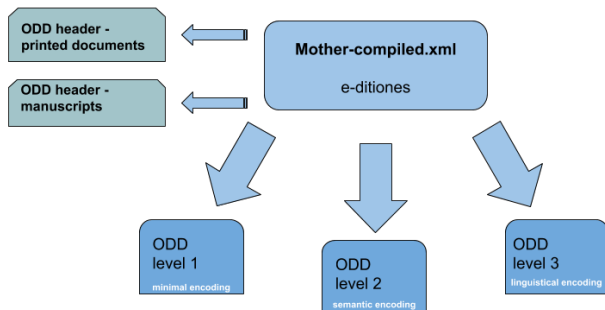 ODD header -
printed documents
Mother-compiled.xml
e-ditiones
ODD header -
manuscripts
ODD
level 1
minimal encoding
ODD
level 2
semantic encoding
ODD
level 3
linguistical encoding